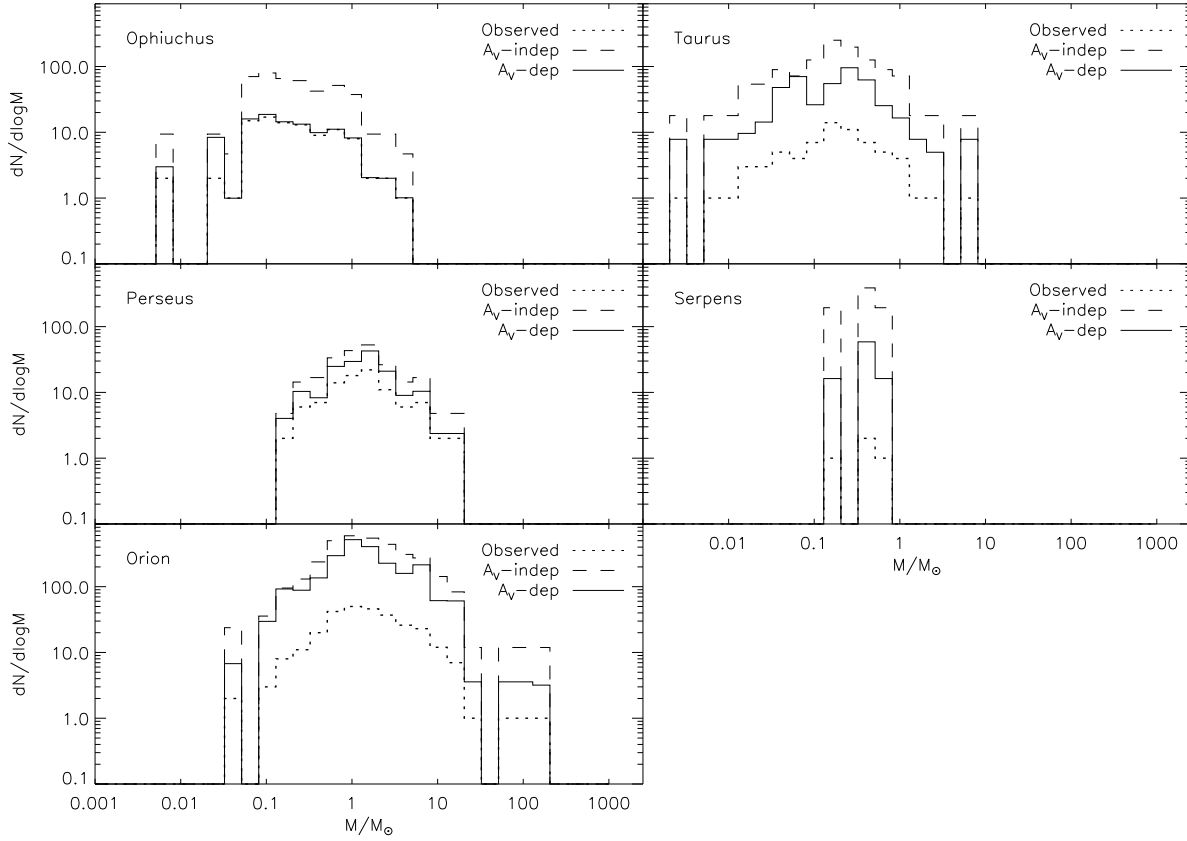 Ophiuchus
Observed
A_V-indep
A_V-dep
dN/dlogM
100.0
10.0
1.0
0.1
Taurus
Observed
A_V-indep
A_V-dep
Perseus
Observed
A_V-indep
A_V-dep
dN/dlogM
100.0
10.0
1.0
0.1
Serpens
Observed
A_V-indep
A_V-dep
0.01 0.1 1 10 100 1000
M/M⊙
Orion
Observed
A_V-indep
A_V-dep
dN/dlogM
100.0
10.0
1.0
0.1
0.001 0.01 0.1 1 10 100 1000
M/M⊙